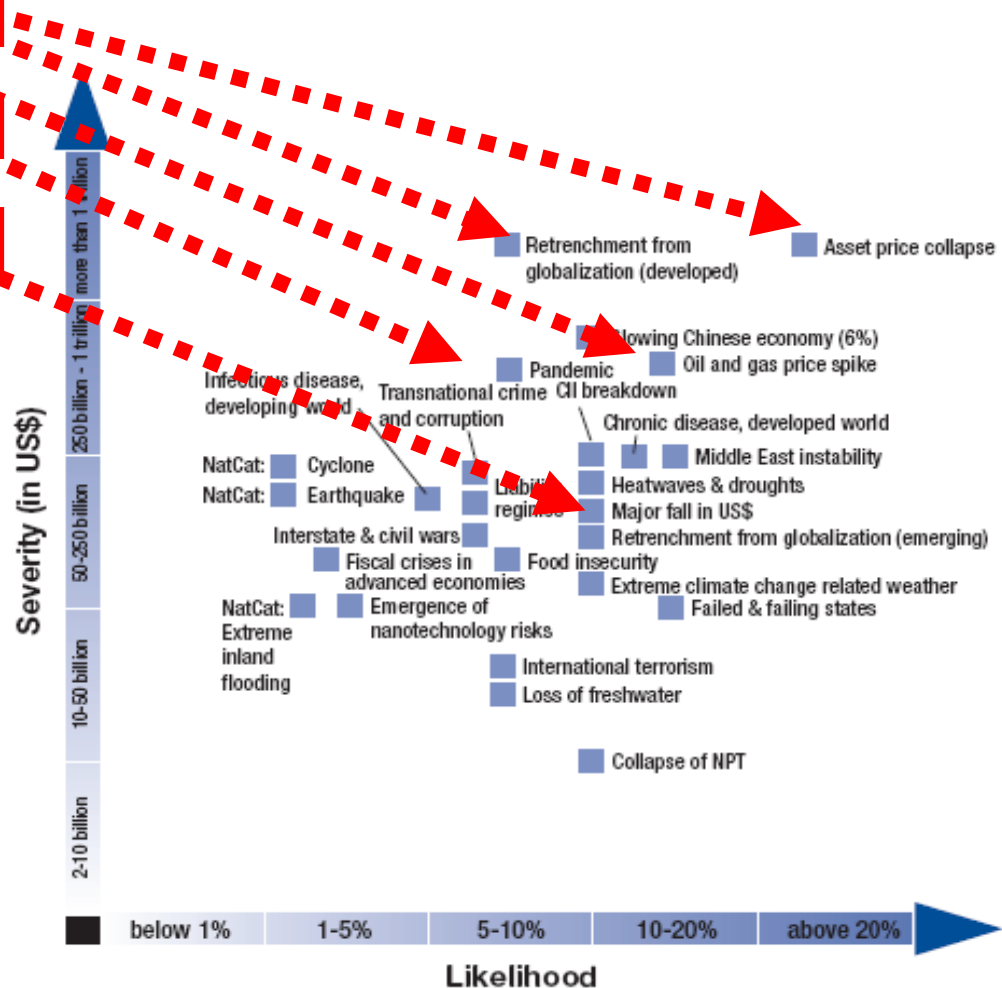 Retrenchment from
globalization (developed)
Asset price collapse
lowing Chinese economy (6%)
Oil and gas price spike
Pandemic
Infectious disease,
developing world
Transnational crime
and corruption
CII breakdown
Chronic disease, developed world
Middle East instability
NatCat: Cyclone
NatCat: Earthquake
Heatwaves & droughts
Major fall in US$
Retrenchment from globalization (emerging)
Interstate & civil wars
Fiscal crises in
advanced economies
Food insecurity
Extreme climate change related weather
Failed & failing states
NatCat:
Extreme
inland
flooding
Emergence of
nanotechnology risks
International terrorism
Loss of freshwater
Collapse of NPT
Severity (in US$)
more than 1
250 billion - 1 trillion
50-250 billion
10-50 billion
2-10 billion
below 1%
1-5%
5-10%
10-20%
above 20%
Likelihood